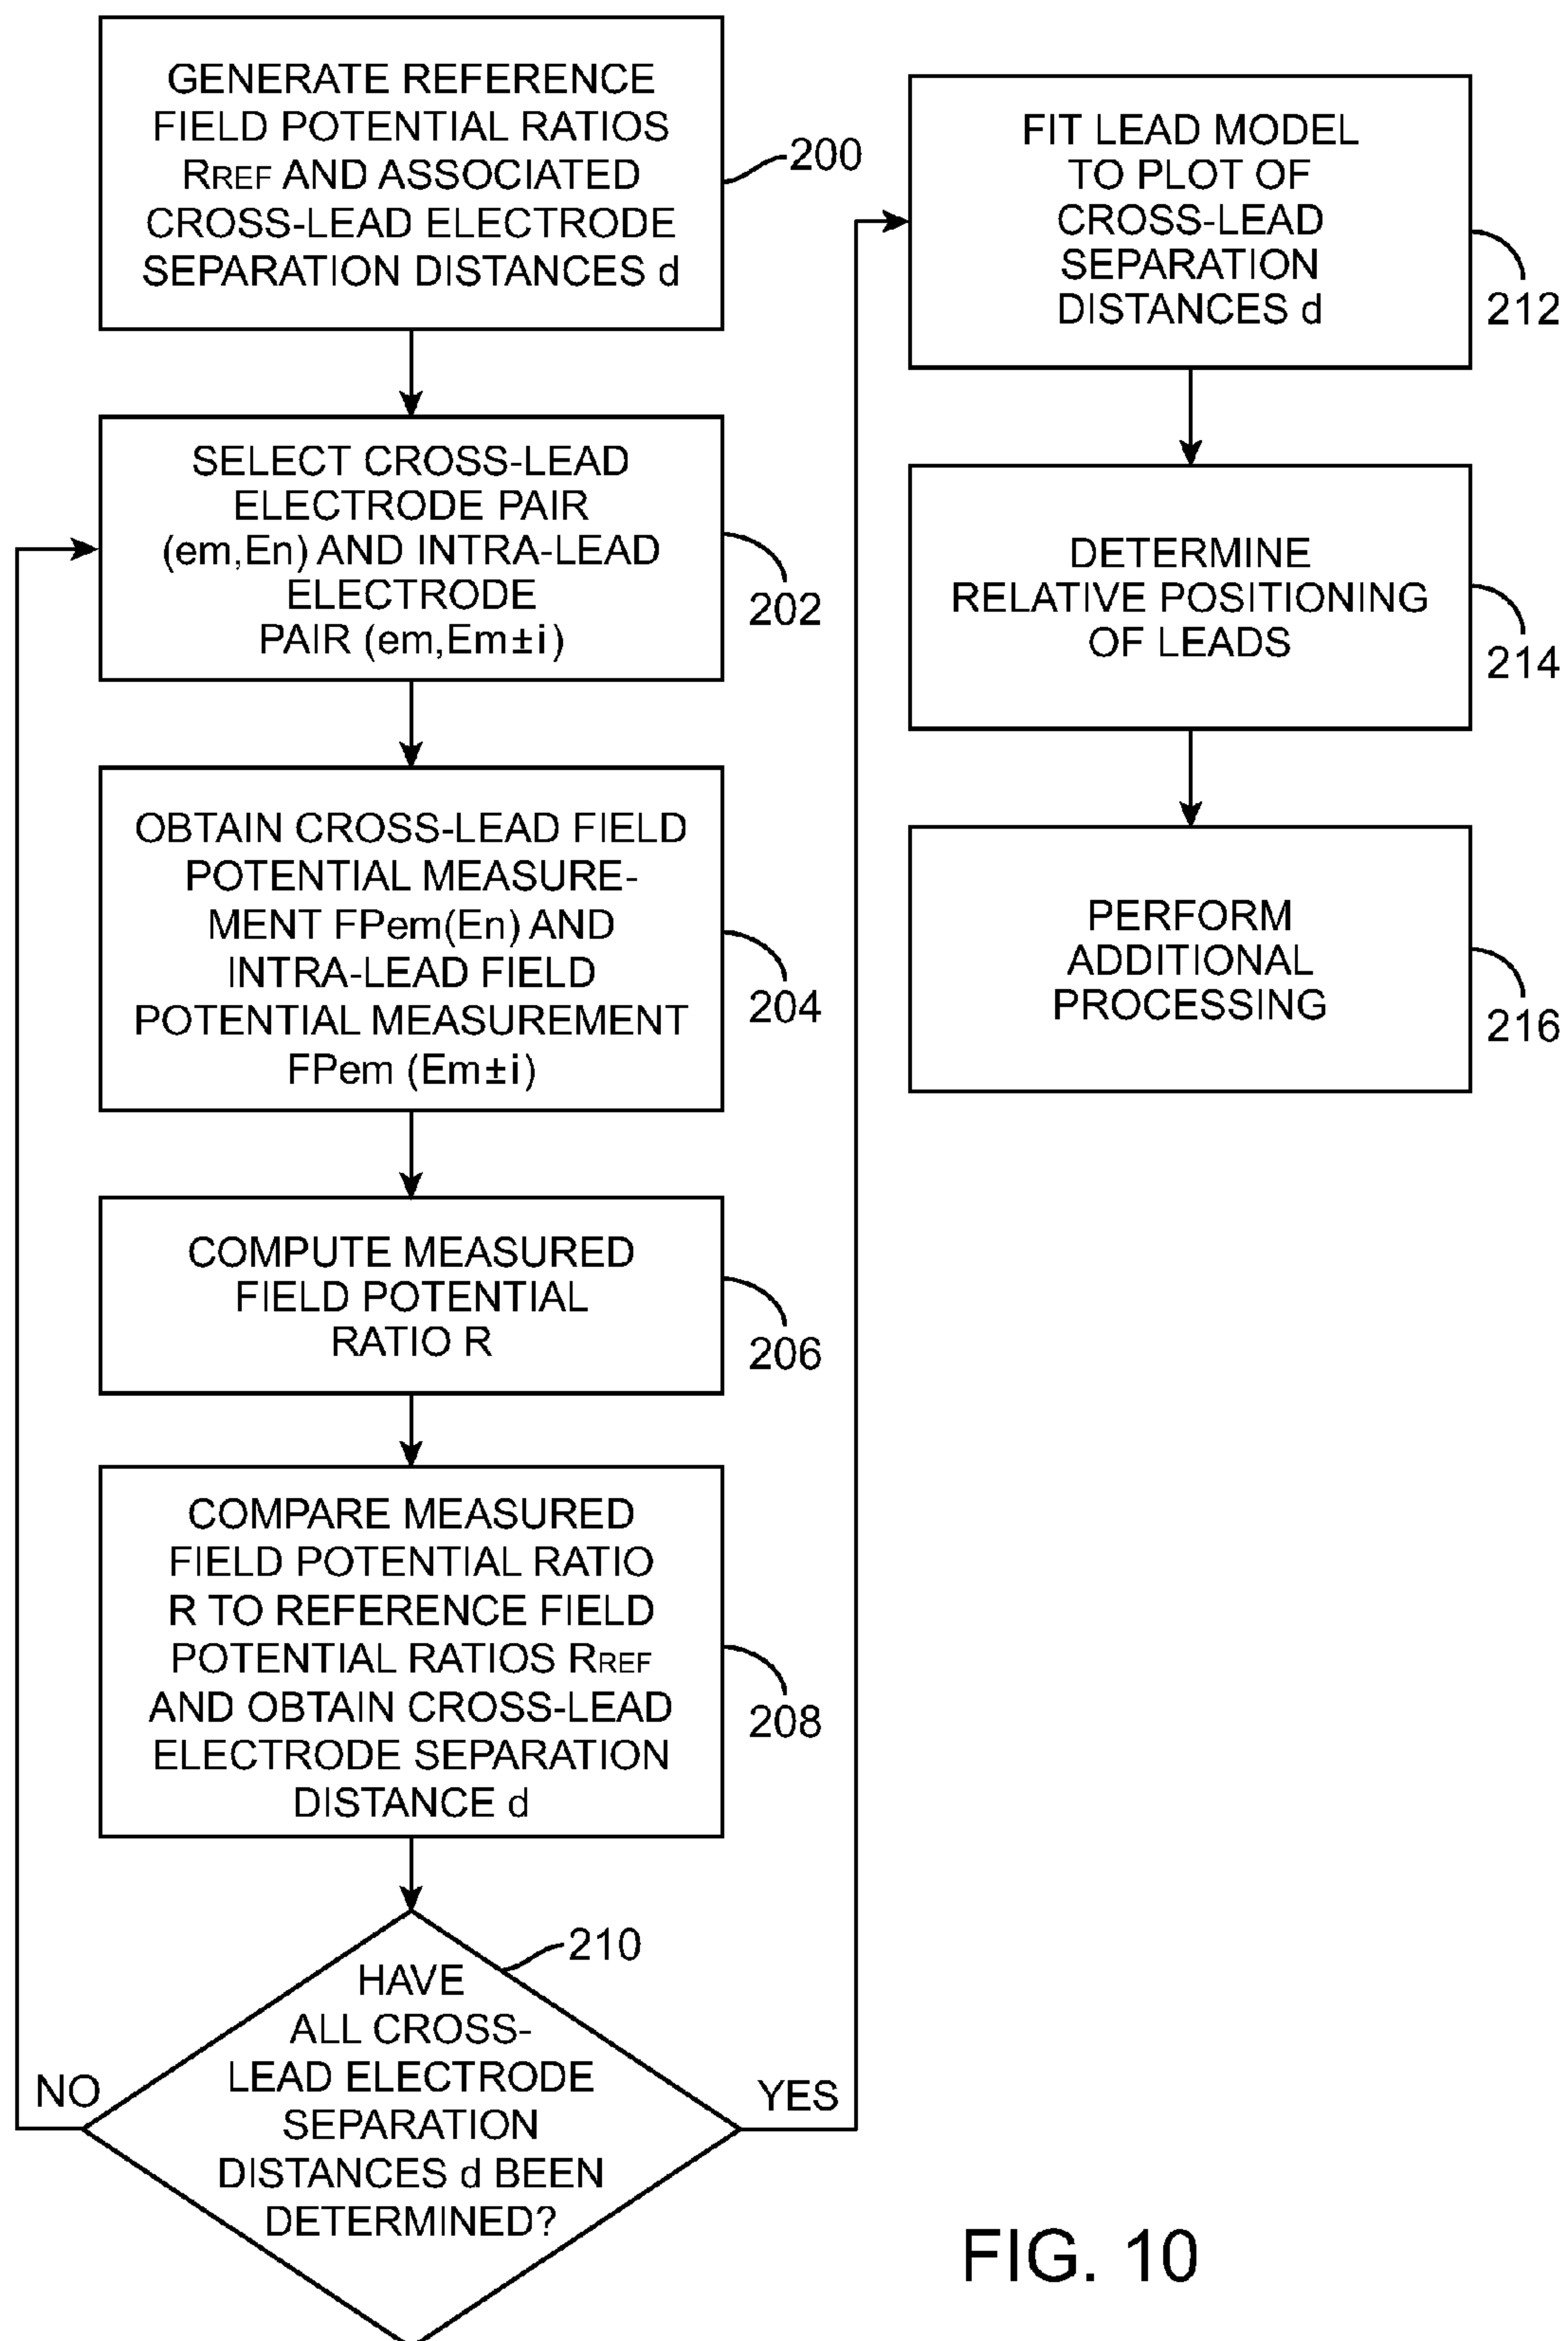 GENERATE REFERENCE
FIELD POTENTIAL RATIOS
RREF AND ASSOCIATED
CROSS-LEAD ELECTRODE
SEPARATION DISTANCES d
200
SELECT CROSS-LEAD
ELECTRODE PAIR
(em,En) AND INTRA-LEAD
ELECTRODE
PAIR (em,Em±i)
202
OBTAIN CROSS-LEAD FIELD
POTENTIAL MEASURE-
MENT FPem(En) AND
INTRA-LEAD FIELD
POTENTIAL MEASUREMENT
FPem (Em±i)
204
COMPUTE MEASURED
FIELD POTENTIAL
RATIO R
206
COMPARE MEASURED
FIELD POTENTIAL RATIO
R TO REFERENCE FIELD
POTENTIAL RATIOS RREF
AND OBTAIN CROSS-LEAD
ELECTRODE SEPARATION
DISTANCE d
208
210
HAVE
ALL CROSS-
LEAD ELECTRODE
SEPARATION
DISTANCES d BEEN
DETERMINED?
NO
YES
FIT LEAD MODEL
TO PLOT OF
CROSS-LEAD
SEPARATION
DISTANCES d
212
DETERMINE
RELATIVE POSITIONING
OF LEADS
214
PERFORM
ADDITIONAL
PROCESSING
216
FIG. 10